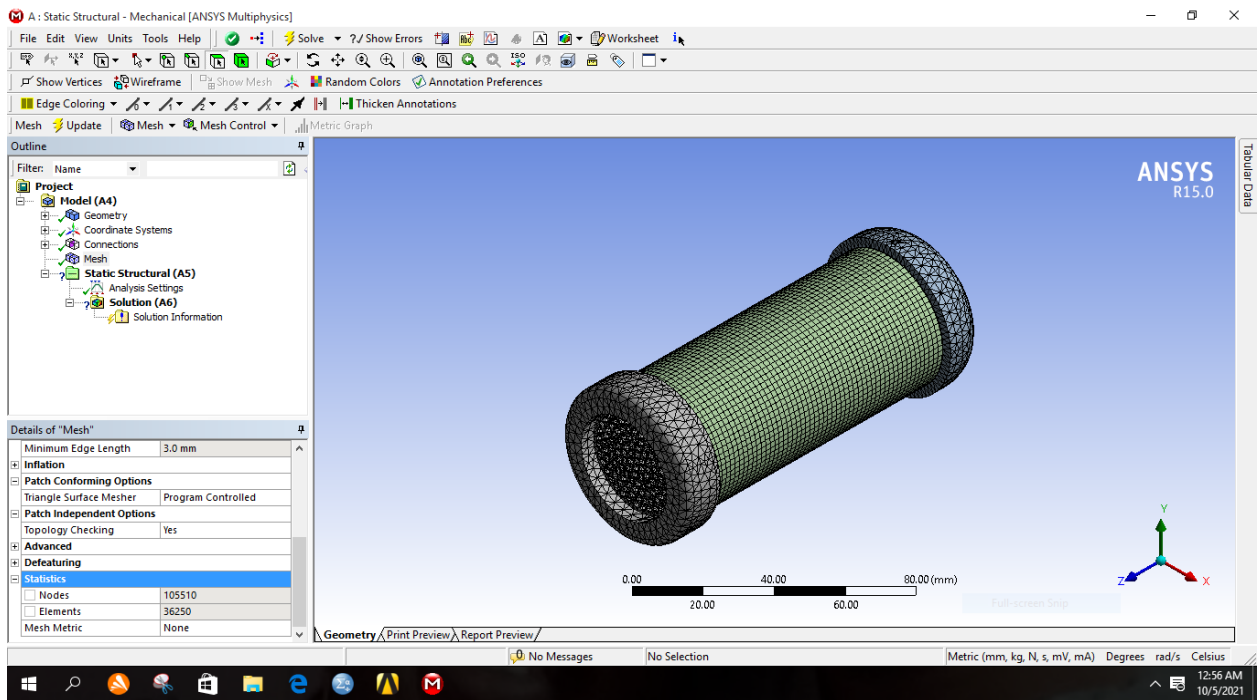 A : Static Structural - Mechanical [ANSYS Multiphysics]
File Edit View Units Tools Help Solve ?/ Show Errors Worksheet
Show Vertices Wireframe Show Mesh Random Colors Annotation Preferences
Edge Coloring Thicken Annotations
Mesh Update Mesh Mesh Control Metric Graph
Outline
Filter: Name
Project
Model (A4)
Geometry
Coordinate Systems
Connections
Mesh
Static Structural (A5)
Analysis Settings
Solution (A6)
Solution Information
Details of "Mesh"
Minimum Edge Length 3.0 mm
Inflation
Patch Conforming Options
Triangle Surface Mesher Program Controlled
Patch Independent Options
Topology Checking Yes
Advanced
Defeaturing
Statistics
Nodes 105510
Elements 36250
Mesh Metric None
ANSYS
R15.0
Tabular Data
Y
Z X
0.00 40.00 80.00 (mm)
20.00 60.00
Full-screen Snip
Geometry Print Preview Report Preview
No Messages No Selection Metric (mm, kg, N, s, mV, mA) Degrees rad/s Celsius
12:56 AM
10/5/2021